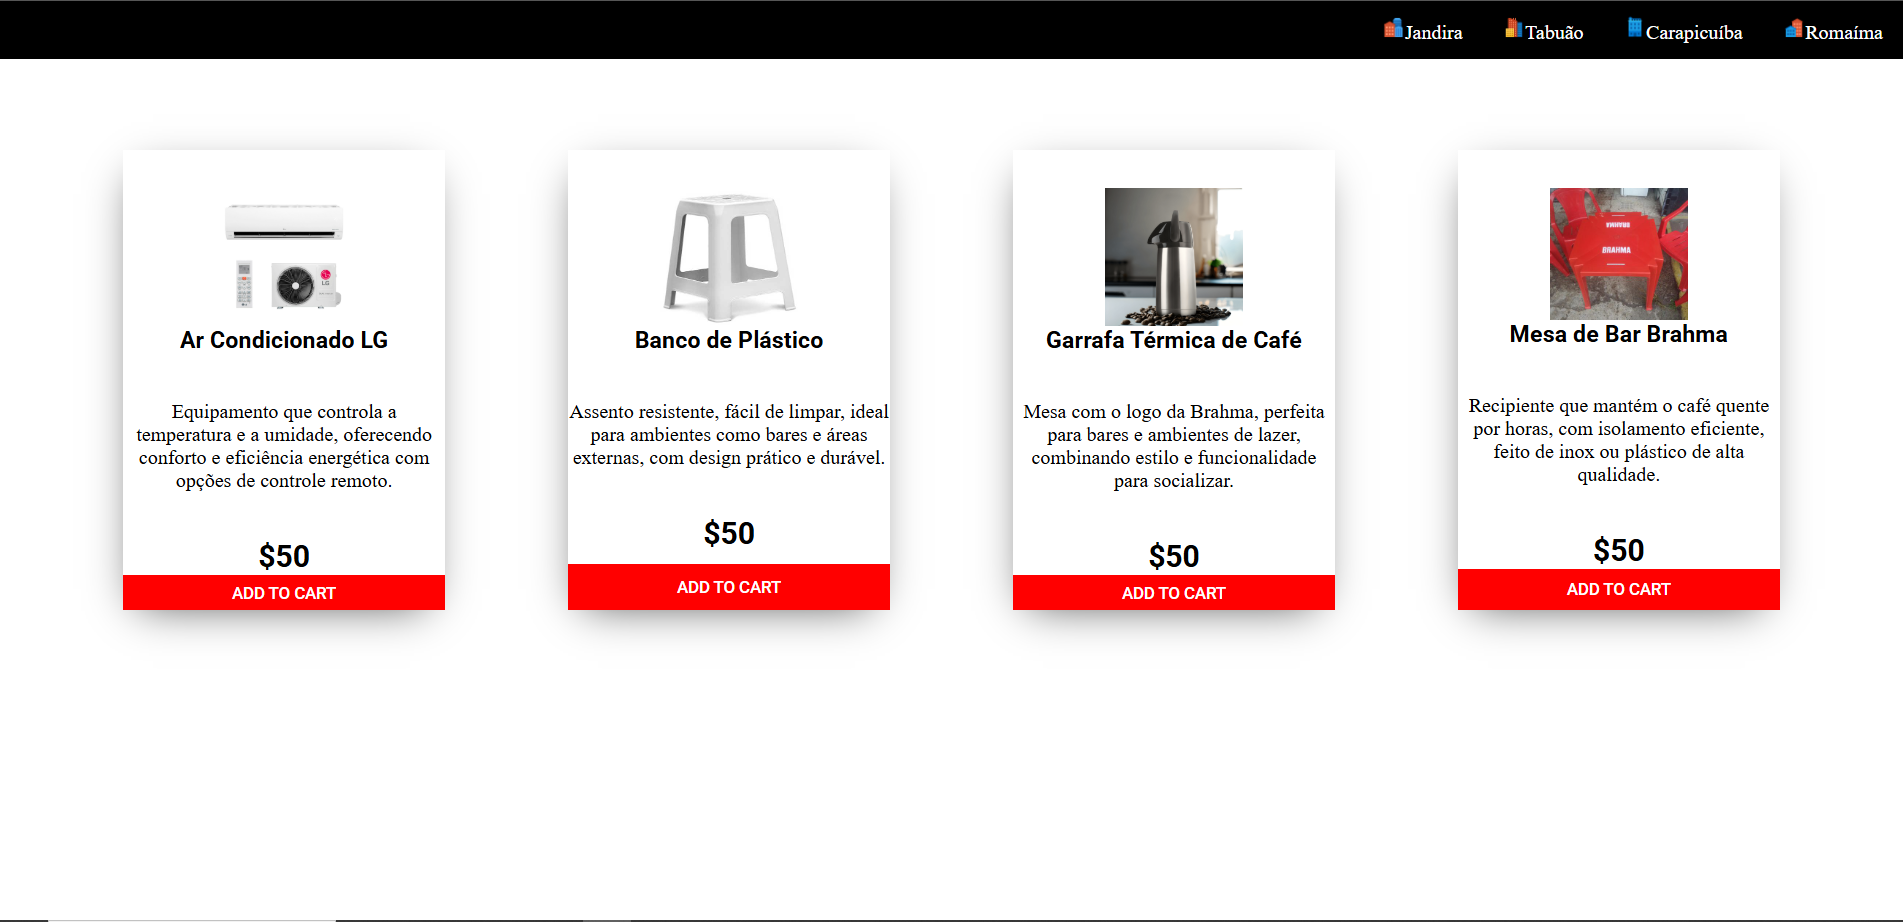 Jandira Tabuão Carapicuíba Romaíma
LG
Ar Condicionado LG
Equipamento que controla a
temperatura e a umidade, oferecendo
conforto e eficiência energética com
opções de controle remoto.
$50
ADD TO CART
Banco de Plástico
Assento resistente, fácil de limpar, ideal
para ambientes como bares e áreas
externas, com design prático e durável.
$50
ADD TO CART
Garrafa Térmica de Café
Mesa com o logo da Brahma, perfeita
para bares e ambientes de lazer,
combinando estilo e funcionalidade
para socializar.
$50
ADD TO CART
BRAHMA
BRAHMA
Mesa de Bar Brahma
Recipiente que mantém o café quente
por horas, com isolamento eficiente,
feito de inox ou plástico de alta
qualidade.
$50
ADD TO CART